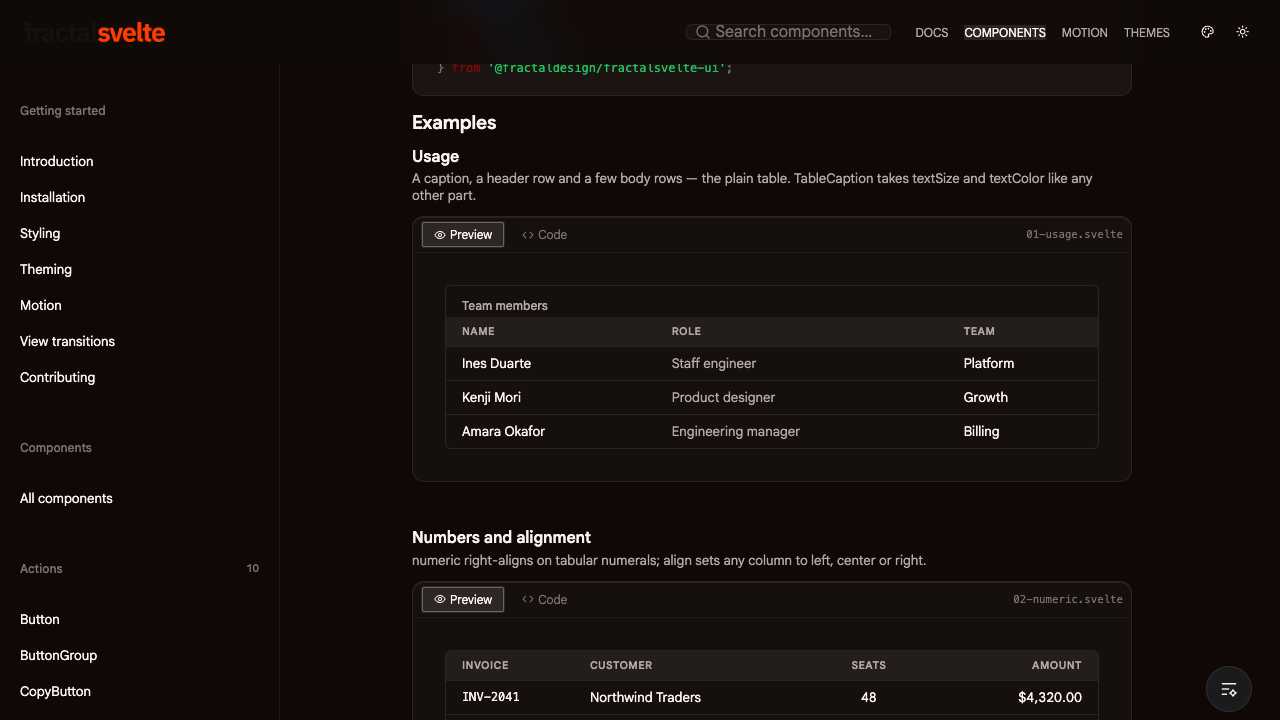 fractalsvelte
Search components...
DOCS
COMPONENTS
MOTION
THEMES
Getting started
Introduction
Installation
Styling
Theming
Motion
View transitions
Contributing
Components
All components
Actions 10
Button
ButtonGroup
CopyButton
} from '@fractaldesign/fractalsvelte-ui';
Examples
Usage
A caption, a header row and a few body rows — the plain table. TableCaption takes textSize and textColor like any
other part.
Preview <> Code 01-usage.svelte
Team members
NAME ROLE TEAM
Ines Duarte Staff engineer Platform
Kenji Mori Product designer Growth
Amara Okafor Engineering manager Billing
Numbers and alignment
numeric right-aligns on tabular numerals; align sets any column to left, center or right.
Preview <> Code 02-numeric.svelte
INVOICE CUSTOMER SEATS AMOUNT
INV-2041 Northwind Traders 48 $4,320.00